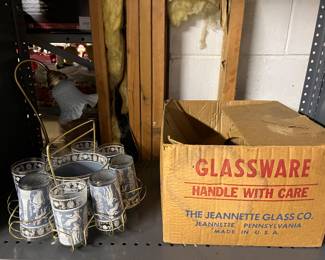 GLASSWARE
HANDLE WITH CARE
THE JEANNETTE GLASS CO.
JEANNETTE, PENNSYLVANIA
MADE IN U.S.A.